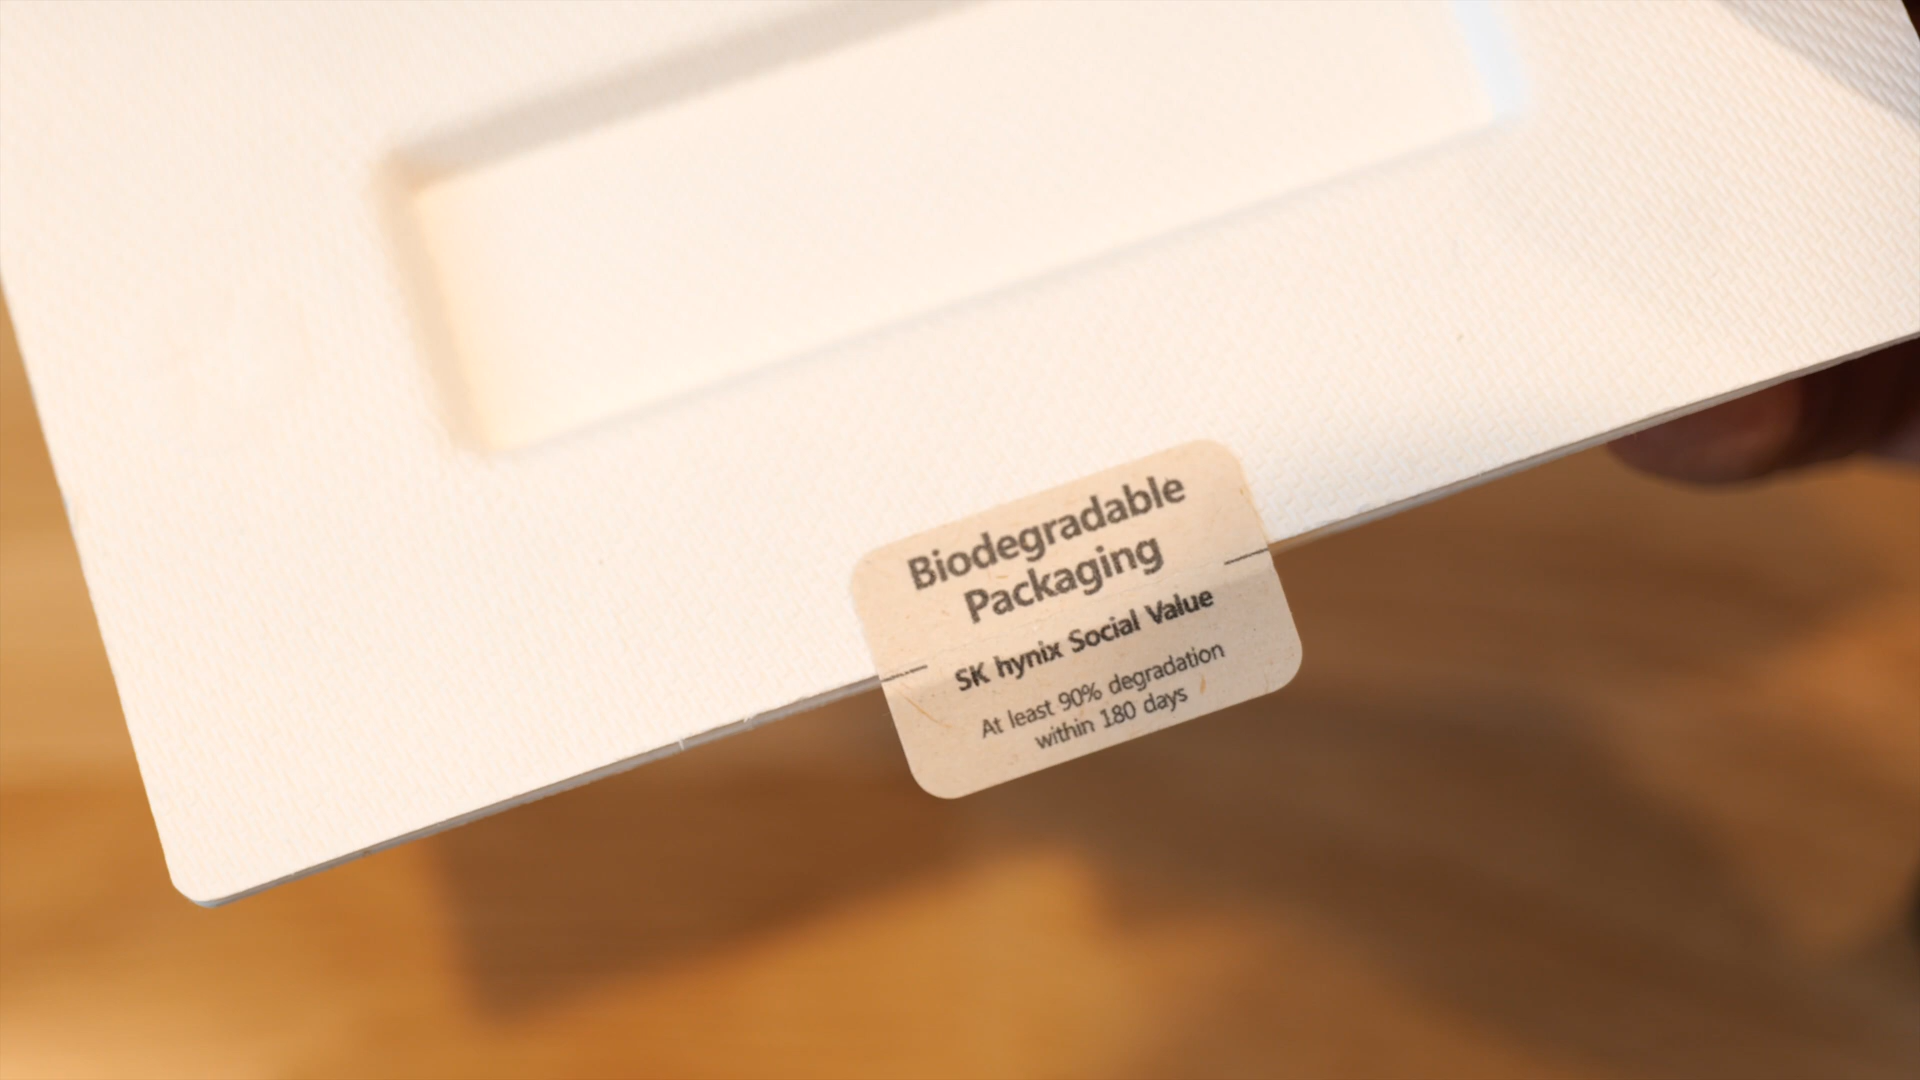 Biodegradable
Packaging
SK hynix Social Value
At least 90% degradation
within 180 days